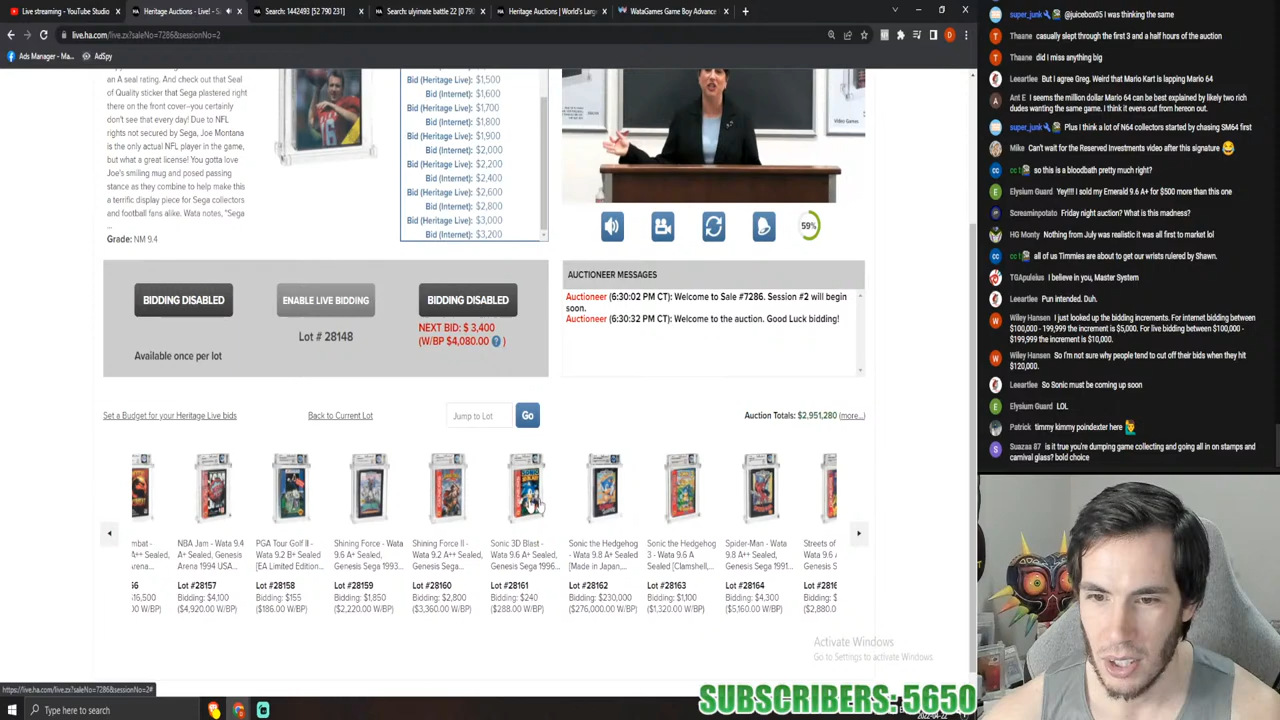 Live streaming - YouTube Studio
Heritage Auctions - Live! - S
Search: 1442493 [52 790 231]
Search: ulyimate battle [3 790
Heritage Auctions | World's Larg
WataGames Game Boy Advance
live.ha.com/live.zx?saleNo=7286&sessionNo=2
Ads Manager - Ma...
AdSpy
an A seal rating. And check out that Seal
of Quality sticker that Sega plastered right
there on the front cover–you certainly
don't see that every day! Due to NFL
rights not secured by Sega, Joe Montana
is the only actual NFL player in the game,
but what a great license! You gotta love
Joe's smiling mug and posed passing
stance as they combine to help make this
a terrific display piece for Sega collectors
and football fans alike. Wata notes, "Sega
...
Grade: NM 9.4
Bid (Heritage Live): $1,500
Bid (Internet): $1,600
Bid (Heritage Live): $1,700
Bid (Internet): $1,800
Bid (Heritage Live): $1,900
Bid (Internet): $2,000
Bid (Heritage Live): $2,200
Bid (Internet): $2,400
Bid (Heritage Live): $2,600
Bid (Internet): $2,800
Bid (Heritage Live): $3,000
Bid (Internet): $3,200
Video Games
59%
BIDDING DISABLED
ENABLE LIVE BIDDING
BIDDING DISABLED
Available once per lot
Lot # 28148
NEXT BID: $ 3,400
(W/BP $4,080.00 ? )
AUCTIONEER MESSAGES
Auctioneer (6:30:02 PM CT): Welcome to Sale #7286. Session #2 will begin
soon.
Auctioneer (6:30:32 PM CT): Welcome to the auction. Good Luck bidding!
Set a Budget for your Heritage Live bids
Back to Current Lot
Jump to Lot
Go
Auction Totals: $2,951,280 (more...)
NBA Jam - Wata 9.4
A+ Sealed, Genesis
Arena 1994 USA...
Lot #28157
Bidding: $4,100
($4,920.00 W/BP)
PGA Tour Golf II -
Wata 9.2 B+ Sealed
[EA Limited Edition...
Lot #28158
Bidding: $155
($186.00 W/BP)
Shining Force - Wata
9.6 A+ Sealed,
Genesis Sega 1993...
Lot #28159
Bidding: $1,850
($2,220.00 W/BP)
Shining Force II -
Wata 9.2 A++ Sealed,
Genesis Sega...
Lot #28160
Bidding: $2,800
($3,360.00 W/BP)
Sonic 3D Blast -
Wata 9.6 A+ Sealed,
Genesis Sega 1996...
Lot #28161
Bidding: $240
($288.00 W/BP)
Sonic the Hedgehog
- Wata 9.8 A+ Sealed
[Made in Japan,...
Lot #28162
Bidding: $230,000
($276,000.00 W/BP)
Sonic the Hedgehog
3 - Wata 9.6 A
Sealed [Clamshell,...
Lot #28163
Bidding: $1,100
($1,320.00 W/BP)
Spider-Man - Wata
9.8 A++ Sealed,
Genesis Sega 1991...
Lot #28164
Bidding: $4,300
($5,160.00 W/BP)
Streets of
Wata 9.6
Genesis S
Lot #2816
Bidding: $
($2,880.0
Activate Windows
Go to Settings to activate Windows.
https://live.ha.com/live.zx?saleNo=7286&sessionNo=2#
Type here to search
SUBSCRIBERS: 5650
super_junk @juicebox05 I was thinking the same
Thaane casually slept through the first 3 and a half hours of the
auction
Thaane did I miss anything big
Leeartlee But I agree Greg. Weird that Mario Kart is lapping Mario 64
Ant E I seems the million dollar Mario 64 can be best explained by likely two rich
dudes wanting the same game. I think it evens out from hereon out.
super_junk Plus I think a lot of N64 collectors started by chasing SM64 first
Mike Can't wait for the Reserved Investments video after this signature
cc t so this is a bloodbath pretty much right?
Elysium Guard Yey!!!! I sold my Emerald 9.6 A+ for $500 more than this one
Screaminpotato Friday night auction? What is this madness?
HG Monty Nothing from July was realistic it was all first to market lol
cc t all of us Timmies are about to get our wrists rulered by Shawn.
TGApuleius I believe in you, Master System
Leeartlee Pun intended. Duh.
Wiley Hansen I just looked up the bidding increments. For internet bidding between
$100,000 - 199,999 the increment is $5,000. For live bidding between $100,000 -
$199,999 the increment is $10,000.
Wiley Hansen So I'm not sure why people tend to cut off their bids when they hit
$120,000.
Leeartlee So Sonic must be coming up soon
Elysium Guard LOL
Patrick timmy kimmy poindexter here
Suazaa 87 is it true you're dumping game collecting and going all in on stamps and
carnival glass? bold choice